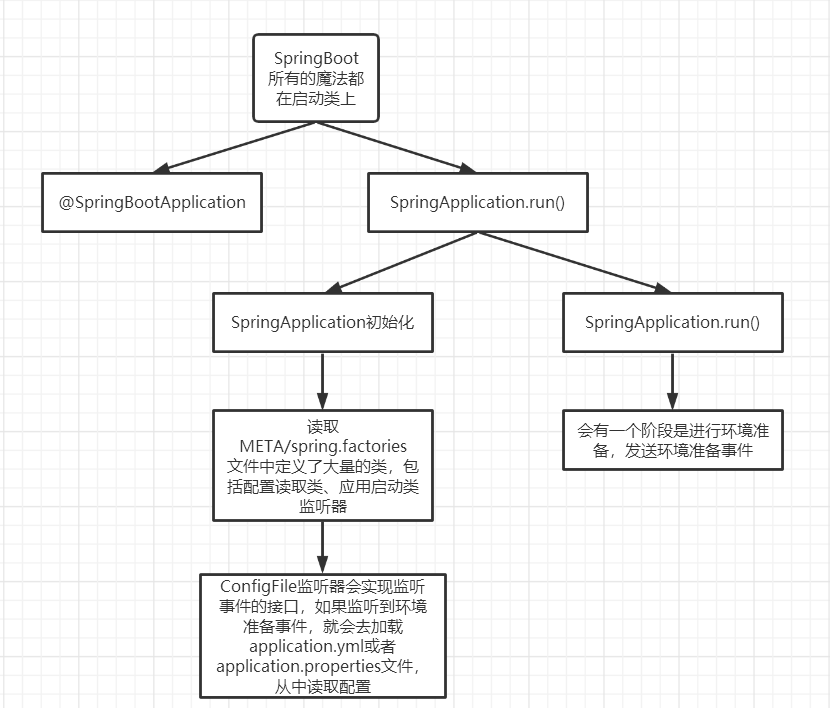 SpringBoot
所有的魔法都
在启动类上
@SpringBootApplication
SpringApplication.run()
SpringApplication初始化
SpringApplication.run()
读取
META/spring.factories
文件中定义了大量的类，包
括配置读取类、应用启动类
监听器
会有一个阶段是进行环境准
备，发送环境准备事件
ConfigFile监听器会实现监听
事件的接口，如果监听到环境
准备事件，就会去加载
application.yml或者
application.properties文件，
从中读取配置